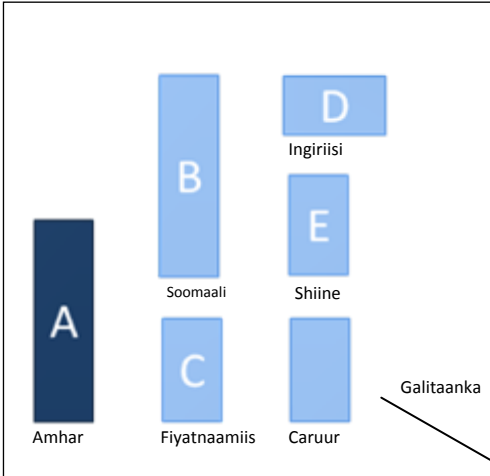 D
Ingiriisi
B
E
Soomaali
Shiine
A
C
Galitaanka
Amhar
Fiyatnaamiis
Caruur